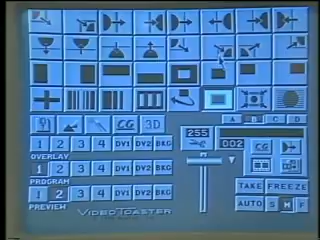 A B C D
CG 3D
255
002
CG
1 2 3 4 DV1 DV2 BKG
OVERLAY
1 2 3 4 DV1 DV2 BKG
PROGRAM
1 2 3 4 DV1 DV2 BKG
PREVIEW
TAKE FREEZE
AUTO S M F
VIDEO TOASTER